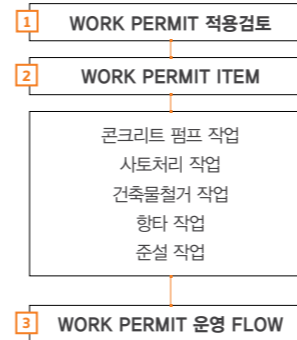 1 WORK PERMIT 적용검토
2 WORK PERMIT ITEM
콘크리트 펌프 작업
사토처리 작업
건축물철거 작업
항타 작업
준설 작업
3 WORK PERMIT 운영 FLOW